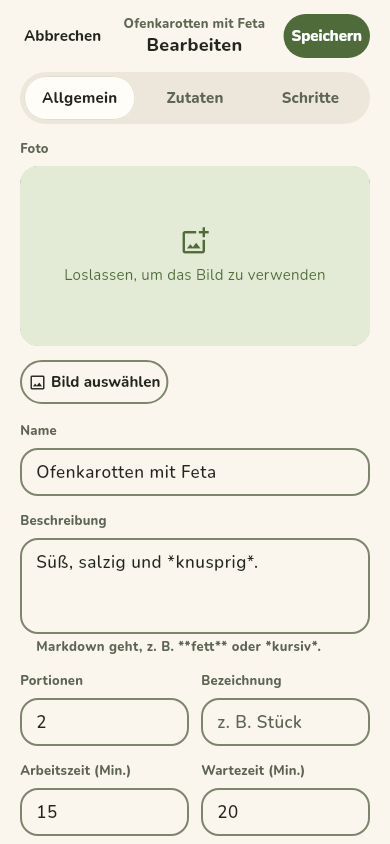 Abbrechen
Ofenkarotten mit Feta
Bearbeiten
Speichern
Allgemein
Zutaten
Schritte
Foto
Loslassen, um das Bild zu verwenden
Bild auswählen
Name
Ofenkarotten mit Feta
Beschreibung
Süß, salzig und *knusprig*.
Markdown geht, z. B. **fett** oder *kursiv*.
Portionen
Bezeichnung
2
z. B. Stück
Arbeitszeit (Min.)
Wartezeit (Min.)
15
20